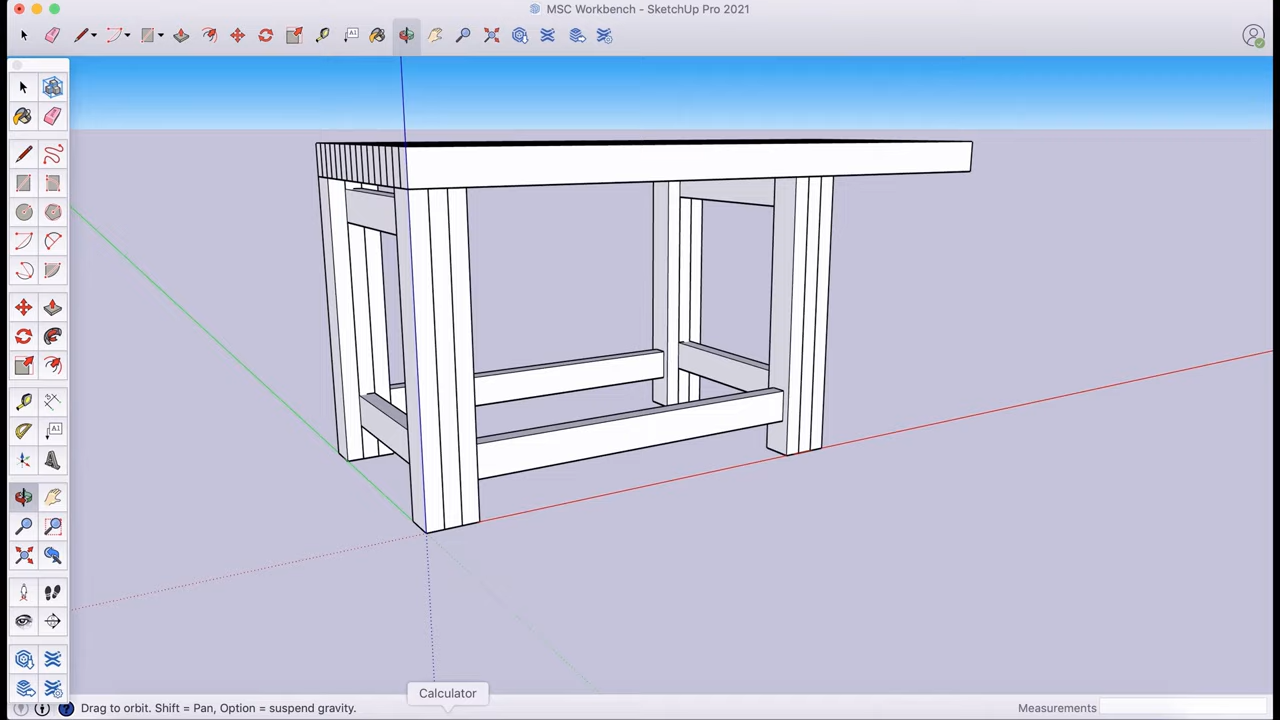 MSC Workbench - SketchUp Pro 2021
Calculator
Drag to orbit. Shift = Pan, Option = suspend gravity.
Measurements